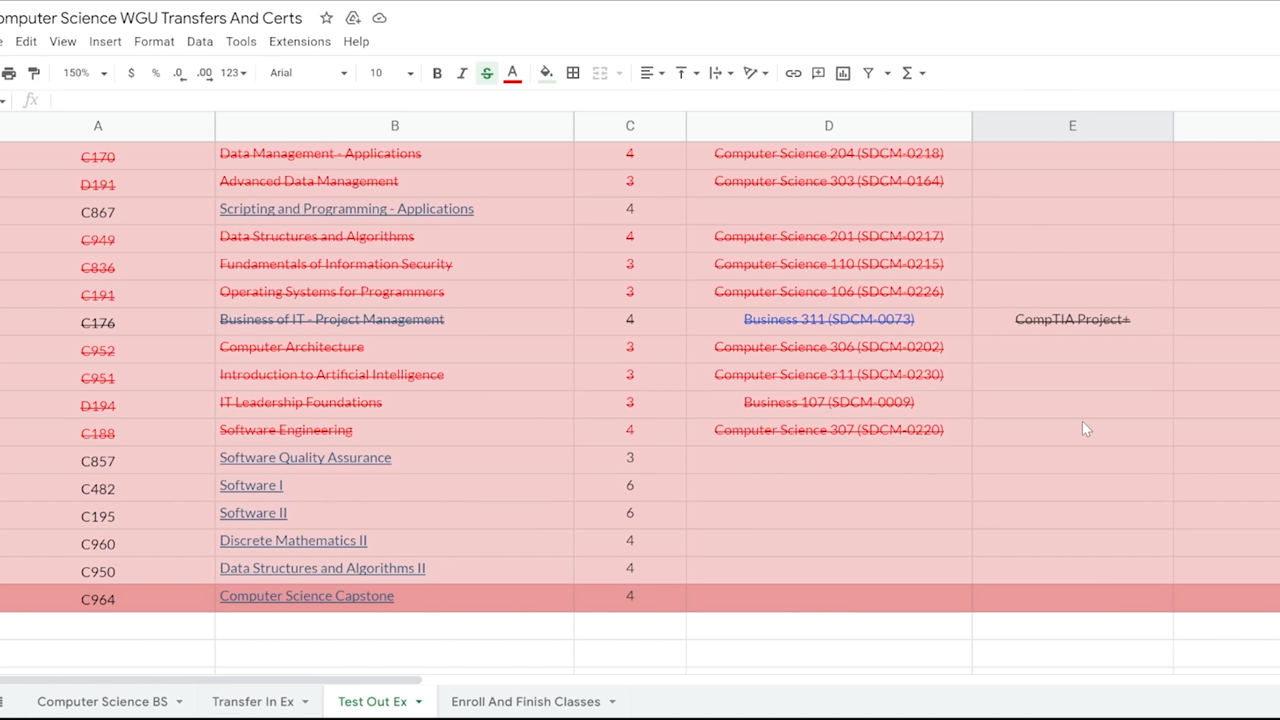 omputer Science WGU Transfers And Certs
Edit View Insert Format Data Tools Extensions Help
150% $ % .0 .00 123 Arial 10 B I S A
fx
A B C D E
C170 Data Management - Applications 4 Computer Science 204 (SDCM-0218)
D191 Advanced Data Management 3 Computer Science 303 (SDCM-0164)
C867 Scripting and Programming - Applications 4
C949 Data Structures and Algorithms 4 Computer Science 201 (SDCM-0217)
C836 Fundamentals of Information Security 3 Computer Science 110 (SDCM-0215)
C191 Operating Systems for Programmers 3 Computer Science 106 (SDCM-0226)
C176 Business of IT - Project Management 4 Business 311 (SDCM-0073) CompTIA Project+
C952 Computer Architecture 3 Computer Science 306 (SDCM-0202)
C951 Introduction to Artificial Intelligence 3 Computer Science 311 (SDCM-0230)
D194 IT Leadership Foundations 3 Business 107 (SDCM-0009)
C188 Software Engineering 4 Computer Science 307 (SDCM-0220)
C857 Software Quality Assurance 3
C482 Software I 6
C195 Software II 6
C960 Discrete Mathematics II 4
C950 Data Structures and Algorithms II 4
C964 Computer Science Capstone 4
Computer Science BS Transfer In Ex Test Out Ex Enroll And Finish Classes